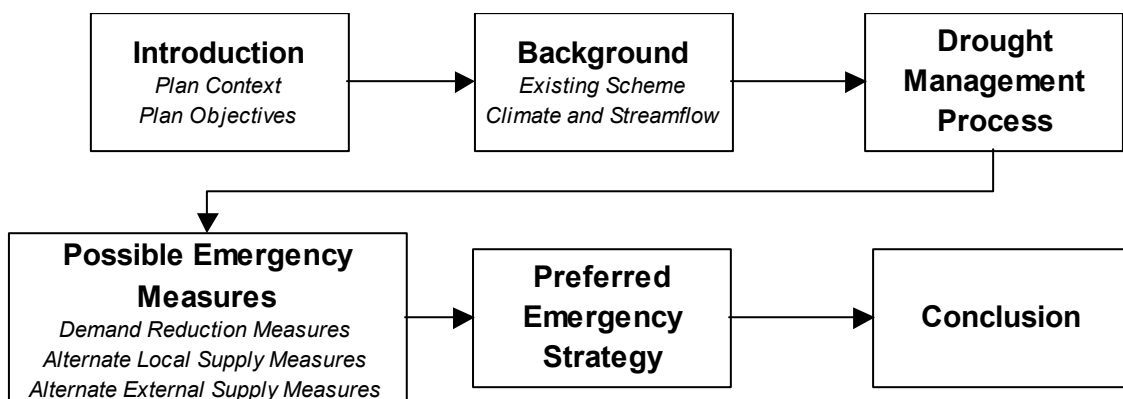 Introduction
Plan Context
Plan Objectives
Background
Existing Scheme
Climate and Streamflow
Drought
Management
Process
Possible Emergency
Measures
Demand Reduction Measures
Alternate Local Supply Measures
Alternate External Supply Measures
Preferred
Emergency
Strategy
Conclusion